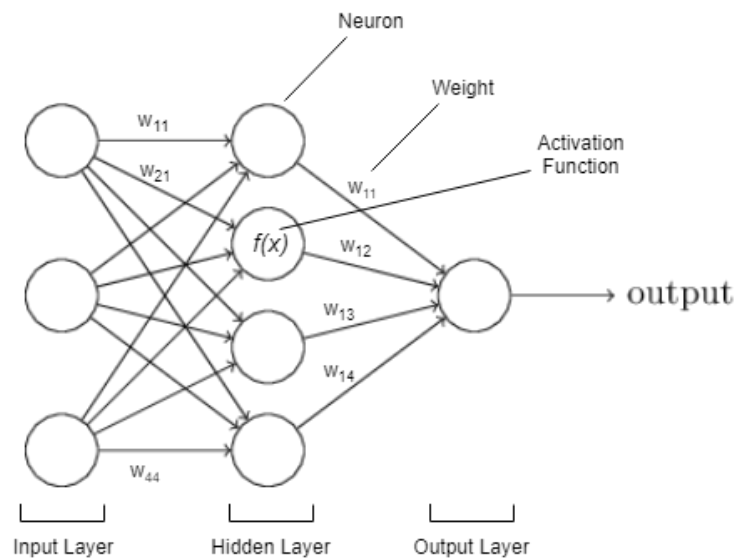 Neuron
Weight
Activation
Function
w11
w21
w11
f(x)
w12
output
w13
w14
w44
Input Layer
Hidden Layer
Output Layer